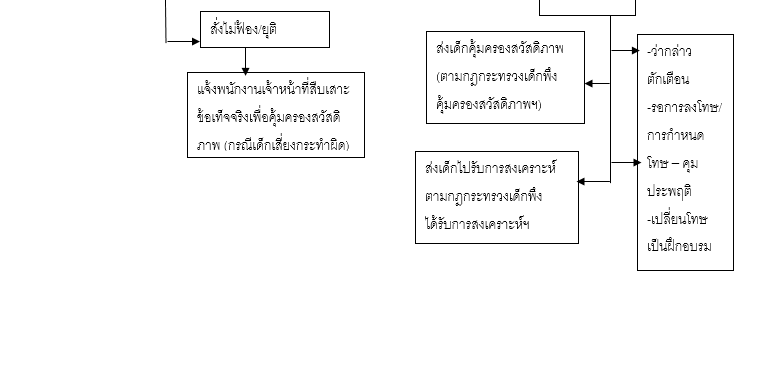 สั่งไม่ฟ้อง/ยุติ
แจ้งพนักงานเจ้าหน้าที่สืบเสาะ
ข้อเท็จจริงเพื่อคุ้มครองสวัสดิ
ภาพ (กรณีเด็กเสี่ยงกระทำผิด)
ส่งเด็กคุ้มครองสวัสดิภาพ
(ตามกฎกระทรวงเด็กพึง
คุ้มครองสวัสดิภาพฯ)
ส่งเด็กไปรับการสงเคราะห์
ตามกฎกระทรวงเด็กพึง
ได้รับการสงเคราะห์ฯ
-ว่ากล่าว
ตักเตือน
-รอการลงโทษ/
การกำหนด
โทษ – คุม
ประพฤติ
-เปลี่ยนโทษ
เป็นฝึกอบรม